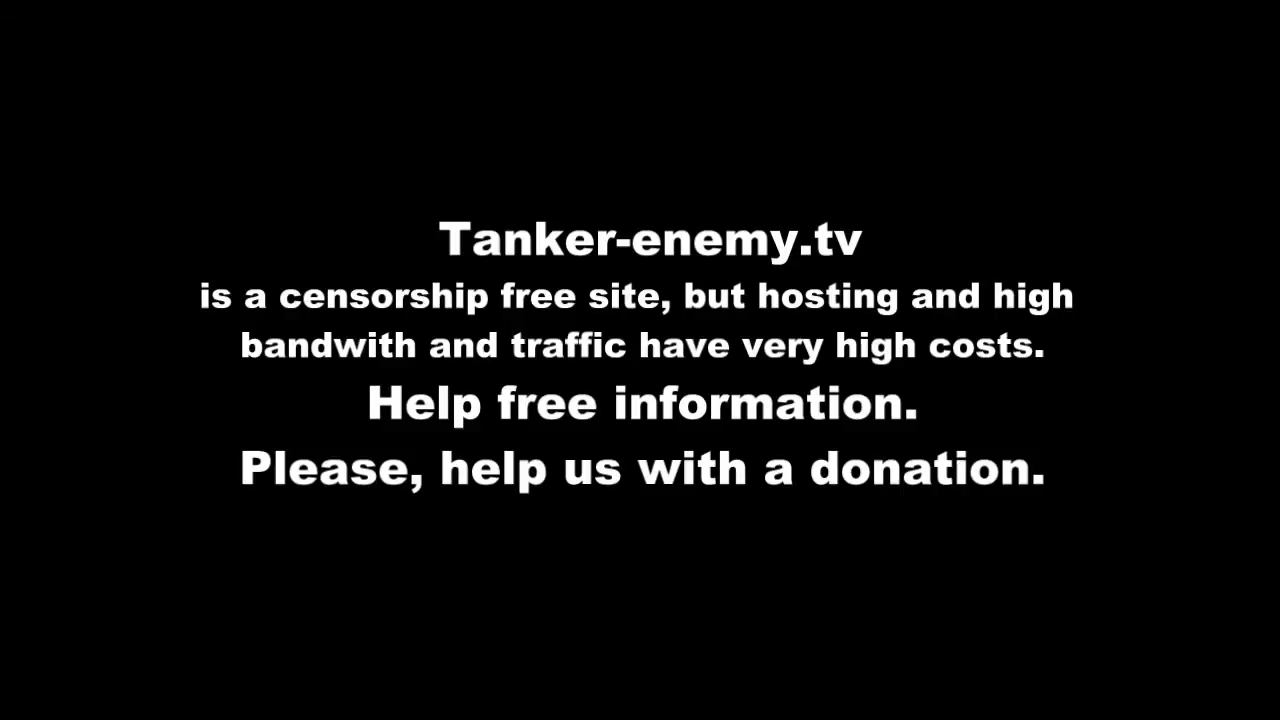 Tanker-enemy.tv
is a censorship free site, but hosting and high
bandwith and traffic have very high costs.
Help free information.
Please, help us with a donation.